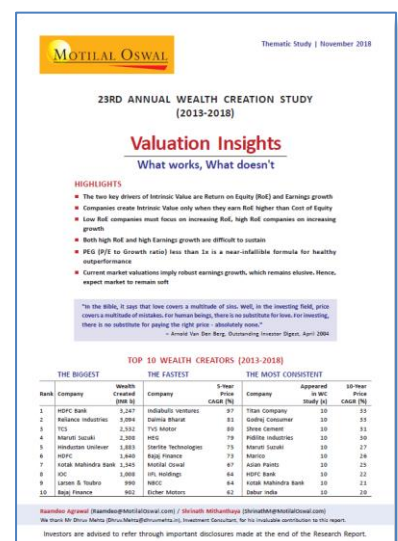 MOTILAL OSWAL
Thematic Study | November 2018
23RD ANNUAL WEALTH CREATION STUDY
(2013-2018)
Valuation Insights
What works, What doesn't
HIGHLIGHTS
■ The two key drivers of Intrinsic Value are Return on Equity (RoE) and Earnings growth
■ Companies create Intrinsic Value only when they earn RoE higher than Cost of Equity
■ Low RoE companies must focus on increasing RoE, high RoE companies on increasing
growth
■ Both high RoE and high Earnings growth are difficult to sustain
■ PEG (P/E to Growth ratio) less than 1x is a near-infallible formula for healthy
outperformance
■ Current market valuations imply robust earnings growth, which remains elusive. Hence,
expect market to remain soft
"In the Bible, it says that love covers a multitude of sins. Well, in the investing field, price
covers a multitude of mistakes. For human beings, there is no substitute for love. For investing,
there is no substitute for paying the right price - absolutely none."
– Arnold Van Den Berg, Outstanding Investor Digest, April 2004
TOP 10 WEALTH CREATORS (2013-2018)
THE BIGGEST THE FASTEST THE MOST CONSISTENT
Rank Company Wealth Created (INR b) Company 5-Year Price CAGR (%) Company Appeared in WC Study (x) 10-Year Price CAGR (%)
1 HDFC Bank 3,247 Indiabulls Ventures 97 Titan Company 10 33
2 Reliance Industries 3,094 Dalmia Bharat 81 Godrej Consumer 10 33
3 TCS 2,532 TVS Motor 80 Shree Cement 10 31
4 Maruti Suzuki 2,308 HEG 79 Pidilite Industries 10 30
5 Hindustan Unilever 1,883 Sterlite Technologies 75 Maruti Suzuki 10 27
6 HDFC 1,640 Bajaj Finance 73 Marico 10 26
7 Kotak Mahindra Bank 1,345 Motilal Oswal 67 Asian Paints 10 25
8 IOC 1,008 IIFL Holdings 64 HDFC Bank 10 22
9 Larsen & Toubro 990 NBCC 64 Kotak Mahindra Bank 10 21
10 Bajaj Finance 902 Eicher Motors 62 Dabur India 10 20
Raamdeo Agrawal (Raamdeo@MotilalOswal.com) / Shrinath Mithanthaya (ShrinathM@MotilalOswal.com)
We thank Mr Dhruv Mehta (Dhruv.Mehta@dhruvmehta.in), Investment Consultant, for his invaluable contribution to this report.
Investors are advised to refer through important disclosures made at the end of the Research Report.